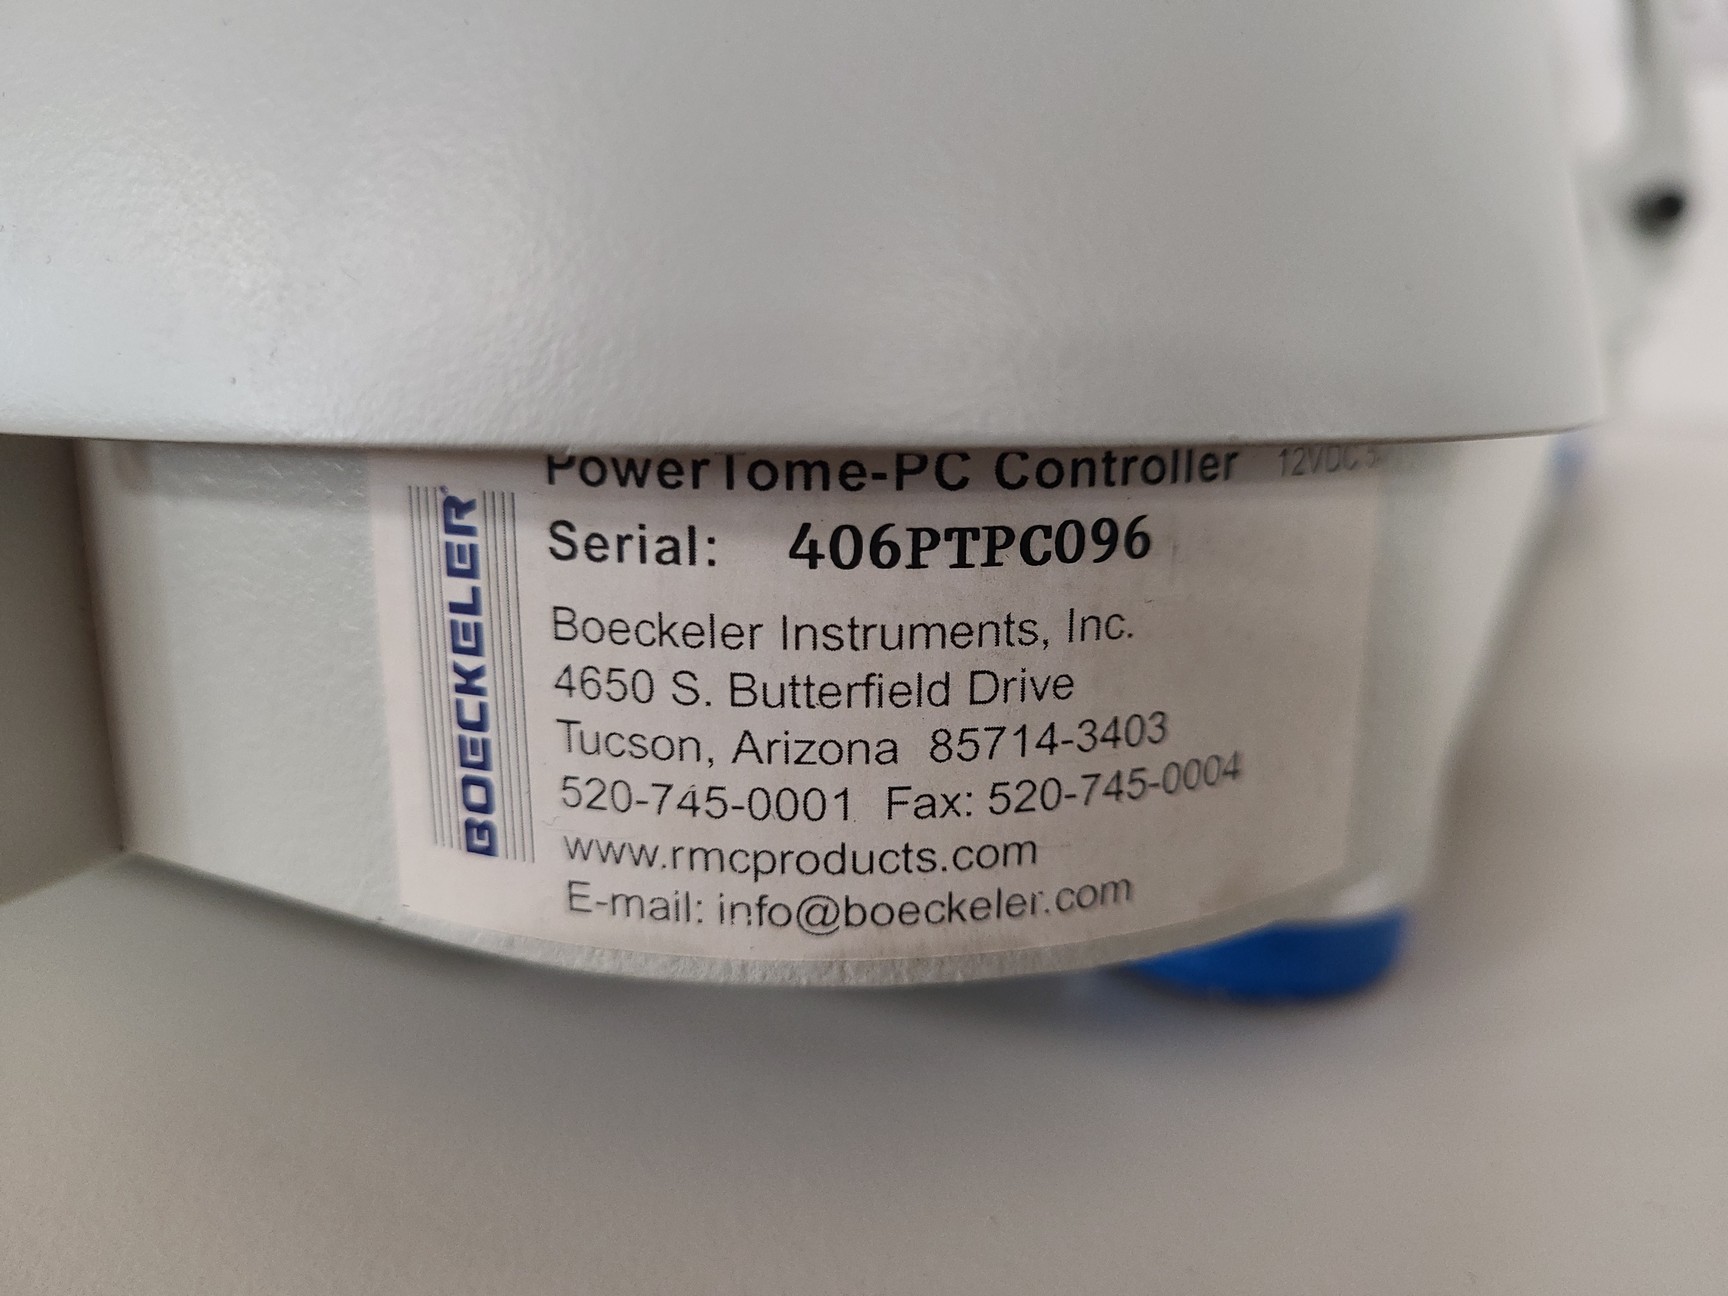 PowerTome-PC Controller 12VDC
Serial: 406PTPC096
Boeckeler Instruments, Inc.
4650 S. Butterfield Drive
Tucson, Arizona 85714-3403
520-745-0001 Fax: 520-745-0004
www.rmcproducts.com
E-mail: info@boeckeler.com
BOECKELER